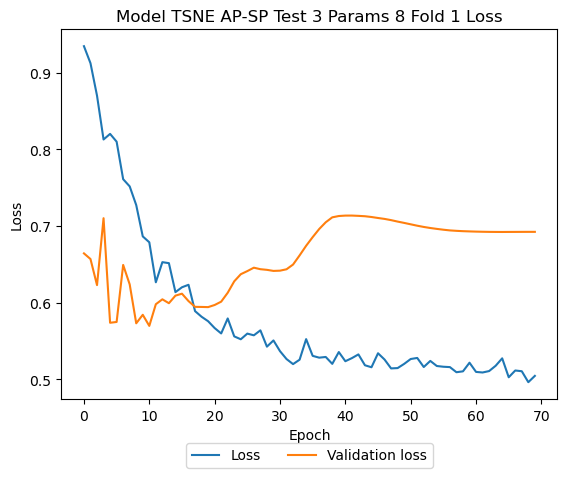 Model TSNE AP-SP Test 3 Params 8 Fold 1 Loss
Loss
0.9
0.8
0.7
0.6
0.5
0 10 20 30 40 50 60 70
Epoch
Loss Validation loss